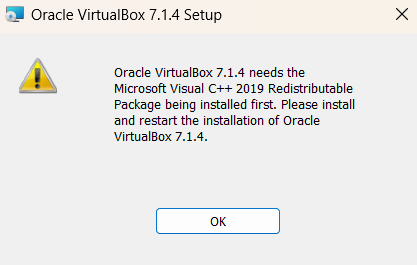 Oracle VirtualBox 7.1.4 Setup
Oracle VirtualBox 7.1.4 needs the
Microsoft Visual C++ 2019 Redistributable
Package being installed first. Please install
and restart the installation of Oracle
VirtualBox 7.1.4.
OK